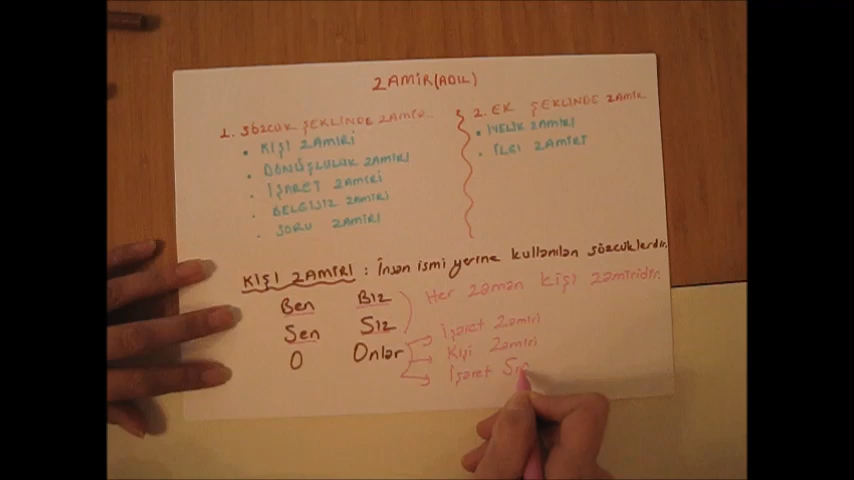 ZAMİR(ADIL)
1. SÖZCÜK ŞEKLİNDE ZAMİR
• KİŞİ ZAMİRİ
• DÖNÜŞLÜLÜK ZAMİRİ
• İŞARET ZAMİRİ
• BELGİSİZ ZAMİRİ
• SORU ZAMİRİ
2. EK ŞEKLİNDE ZAMİR
• İYELİK ZAMİRİ
• İLGİ ZAMİRİ
KİŞİ ZAMİRİ : İnsan ismi yerine kullanılan sözcüklerdir.
Ben Biz Her zaman kişi zamiridir.
Sen Siz
O Onlar
İşaret Zamiri
Kişi Zamiri
İşaret Sı